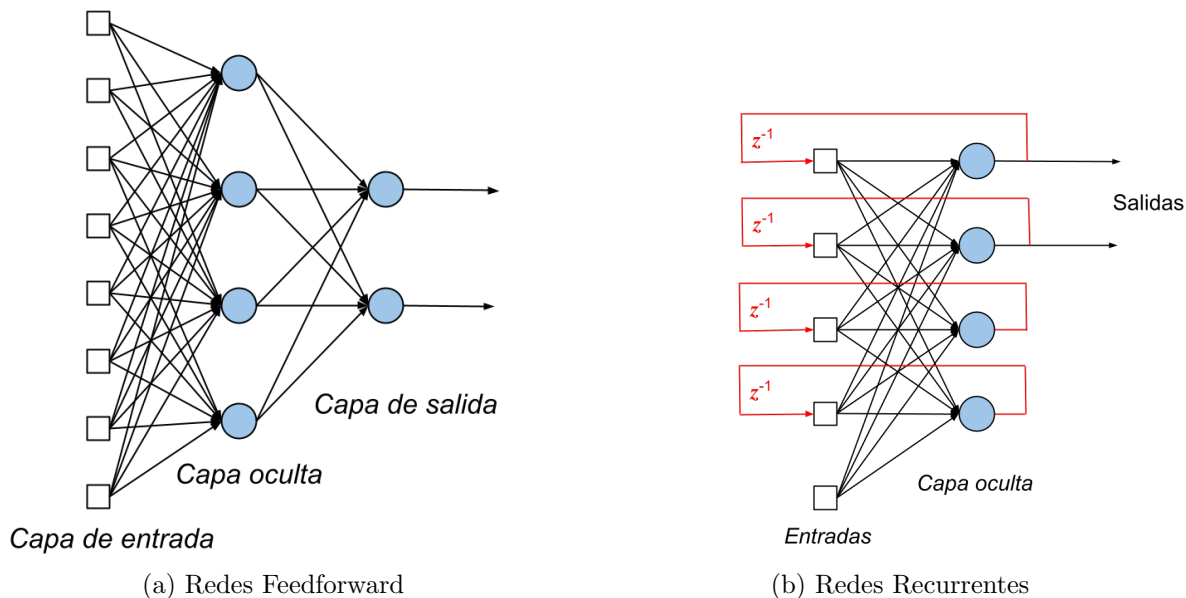 Capa de salida
Capa oculta
Capa de entrada
(a) Redes Feedforward
z-1
z-1
z-1
z-1
Salidas
Capa oculta
Entradas
(b) Redes Recurrentes